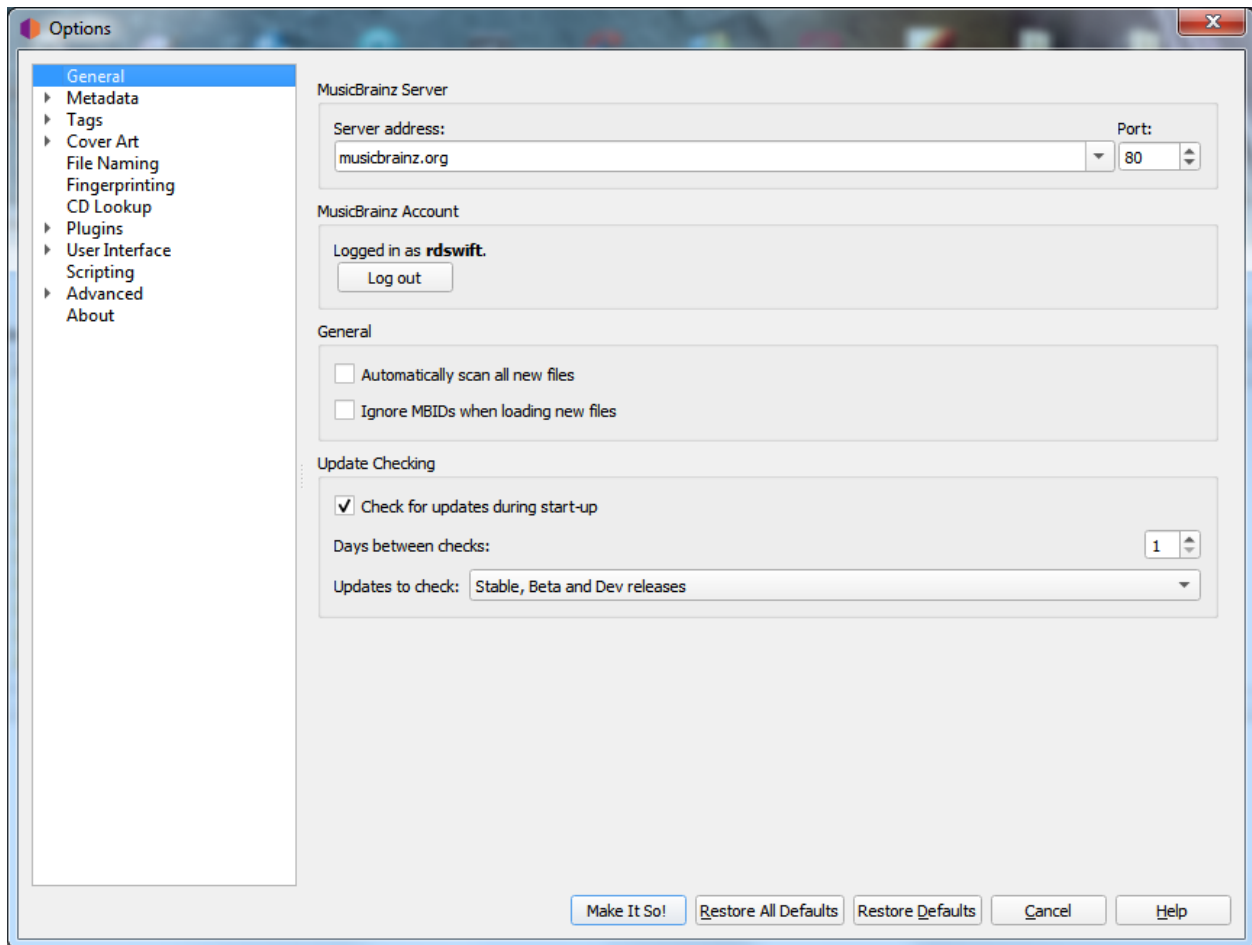 Options
General
Metadata
Tags
Cover Art
File Naming
Fingerprinting
CD Lookup
Plugins
User Interface
Scripting
Advanced
About
MusicBrainz Server
Server address: Port:
musicbrainz.org 80
MusicBrainz Account
Logged in as rdswift.
Log out
General
Automatically scan all new files
Ignore MBIDs when loading new files
Update Checking
Check for updates during start-up
Days between checks: 1
Updates to check: Stable, Beta and Dev releases
Make It So! Restore All Defaults Restore Defaults Cancel Help